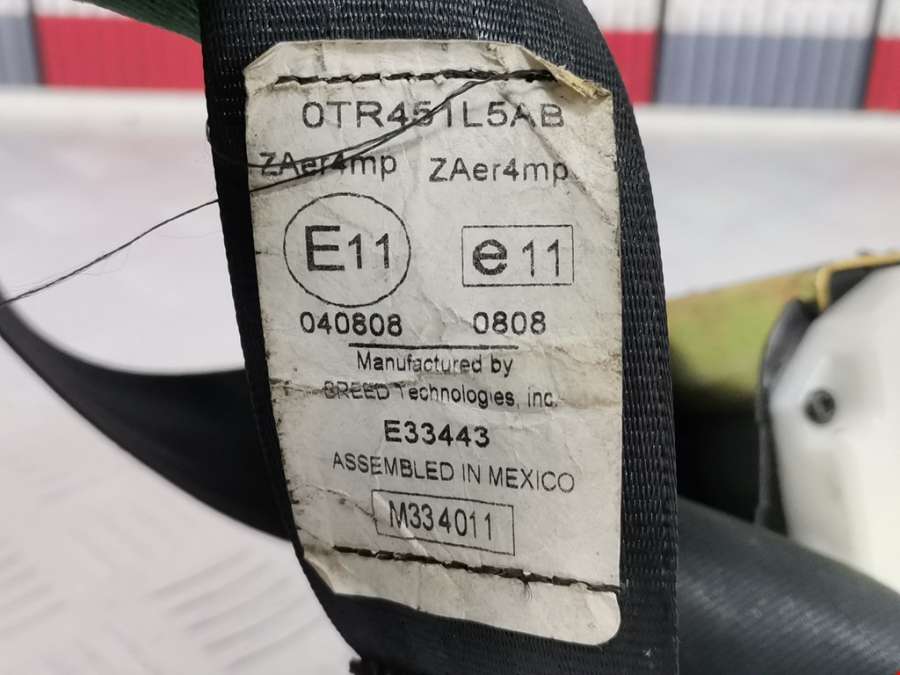 0TR451L5AB
ZAer4mp ZAer4mp
E11 e11
040808 0808
Manufactured by
BREED Technologies, inc.
E33443
ASSEMBLED IN MEXICO
M334011